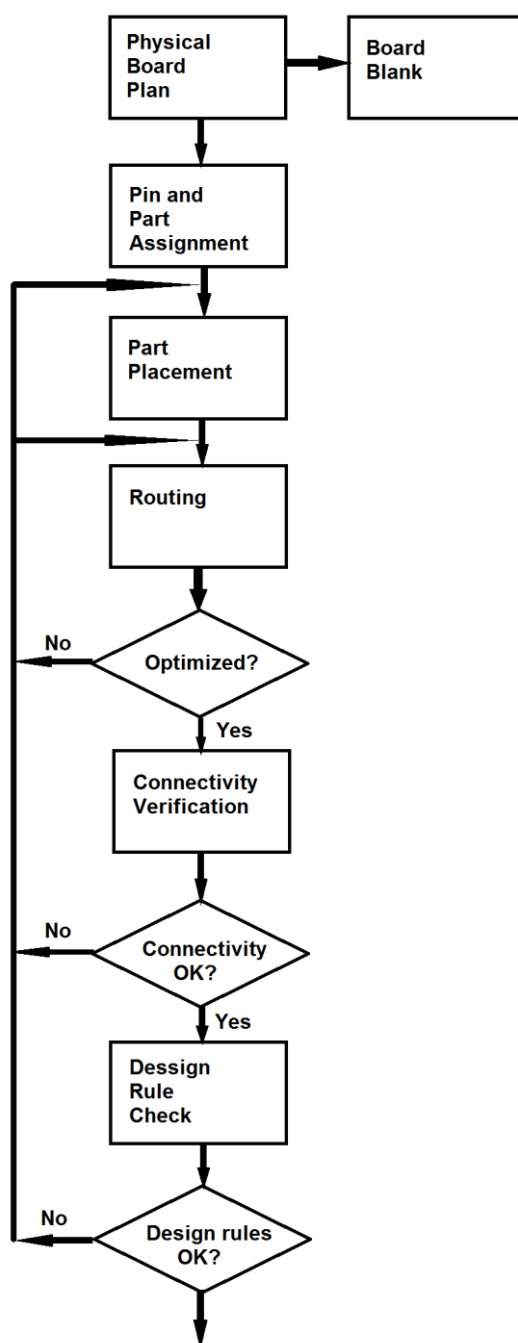 Physical
Board
Plan
Board
Blank
Pin and
Part
Assignment
Part
Placement
Routing
No
Optimized?
Yes
Connectivity
Verification
No
Connectivity
OK?
Yes
Dessign
Rule
Check
No
Design rules
OK?